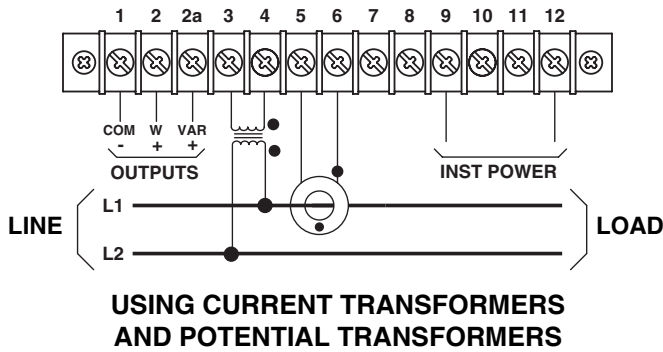 1 2 2a 3 4 5 6 7 8 9 10 11 12
COM W VAR
- + +
OUTPUTS
INST POWER
L1
LINE
LOAD
L2
USING CURRENT TRANSFORMERS
AND POTENTIAL TRANSFORMERS